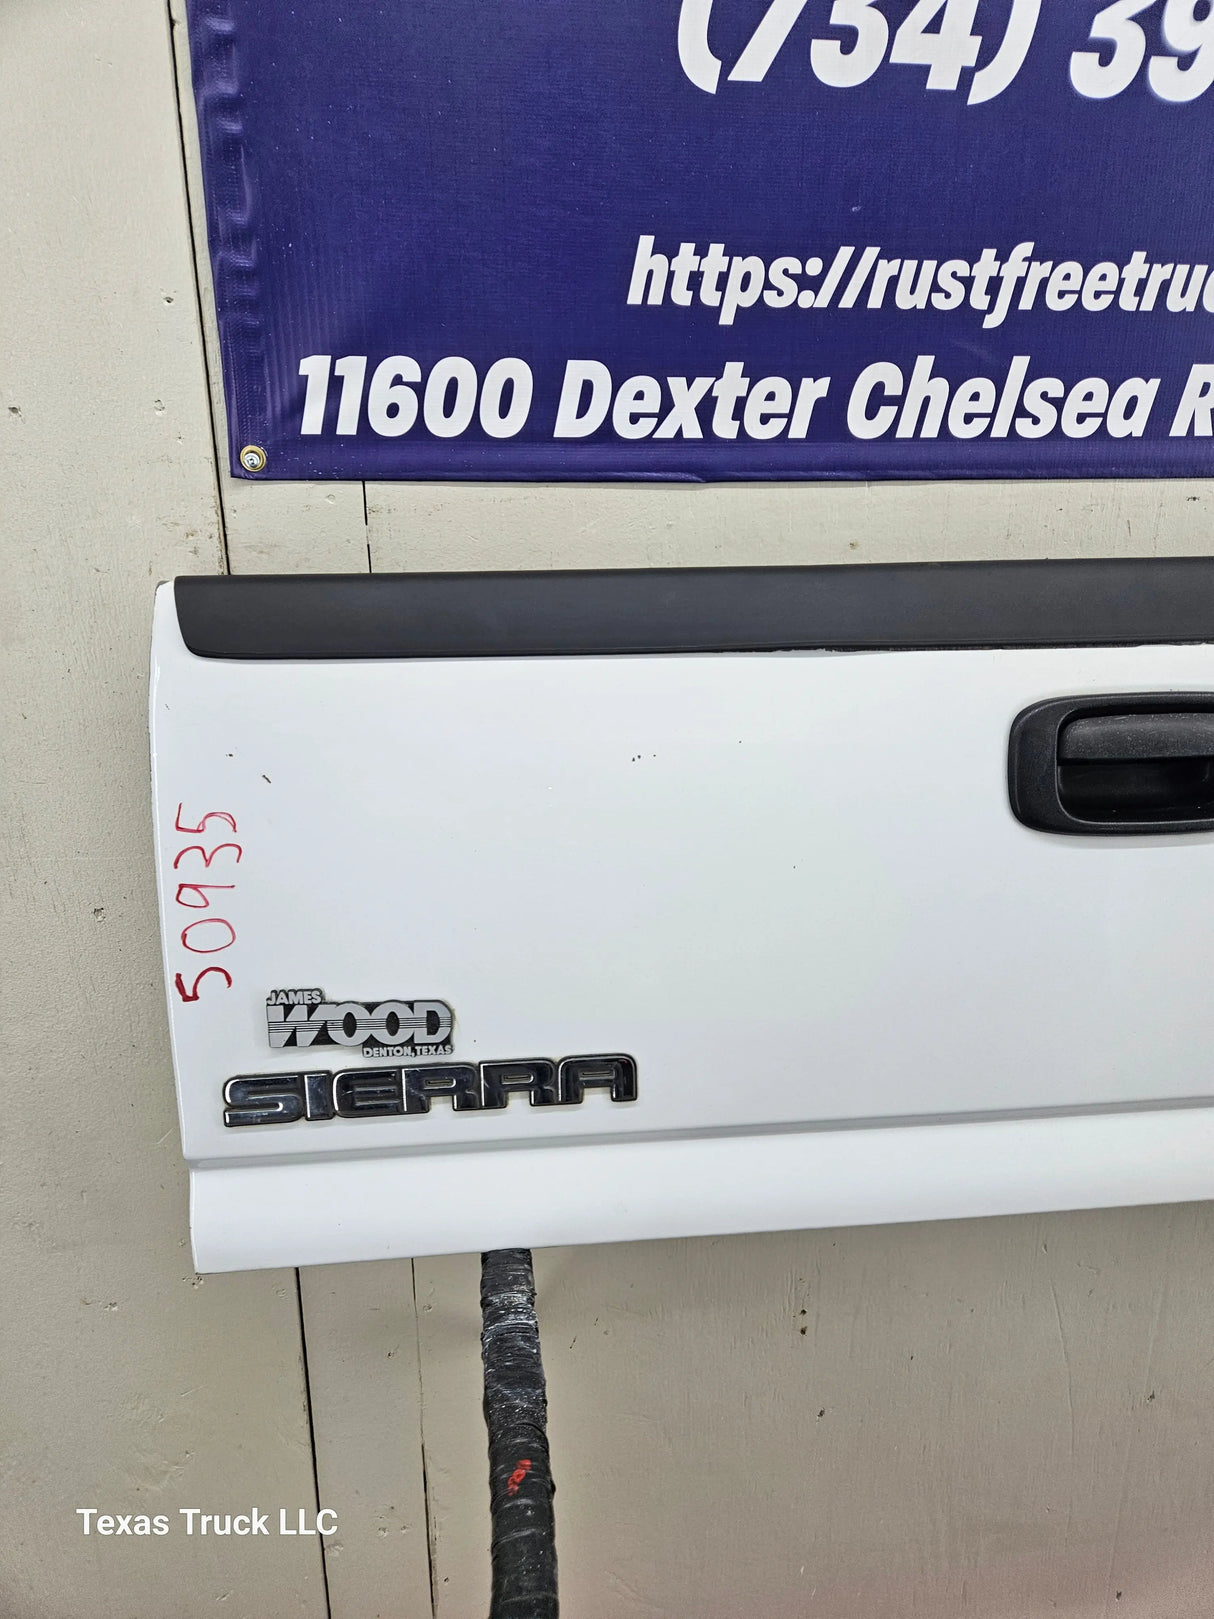 (734) 39
https://rustfreetruc
11600 Dexter Chelsea R
50935
JAMES
WOOD
DENTON, TEXAS
SIERRA
Texas Truck LLC